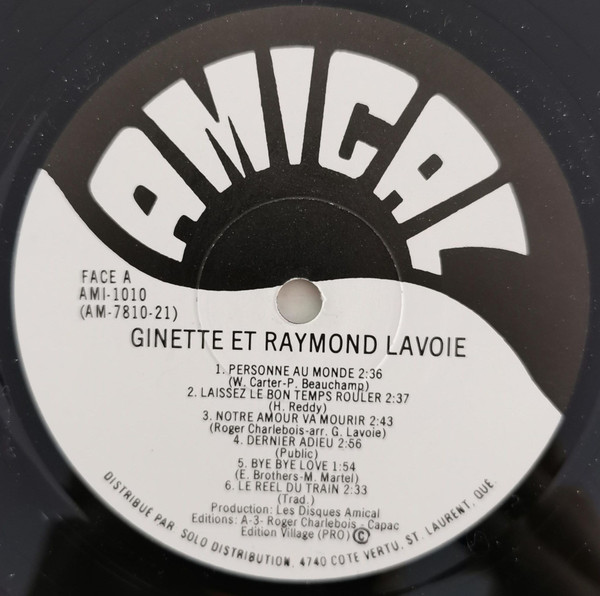 AMICAL
FACE A
AMI-1010
(AM-7810-21)
GINETTE ET RAYMOND LAVOIE
1. PERSONNE AU MONDE 2:36
(W. Carter-P. Beauchamp)
2. LAISSEZ LE BON TEMPS ROULER 2:37
(H. Reddy)
3. NOTRE AMOUR VA MOURIR 2:43
(Roger Charlebois-arr. G. Lavoie)
4. DERNIER ADIEU 2:56
(Public)
5. BYE BYE LOVE 1:54
(E. Brothers-M. Martel)
6. LE REEL DU TRAIN 2:33
(Trad.)
Production: Les Disques Amical
Editions: A-3- Roger Charlebois - Capac
Edition Village (PRO) ©
DISTRIBUÉ PAR SOLO DISTRIBUTION, 4740 COTE VERTU, ST. LAURENT, QUE.